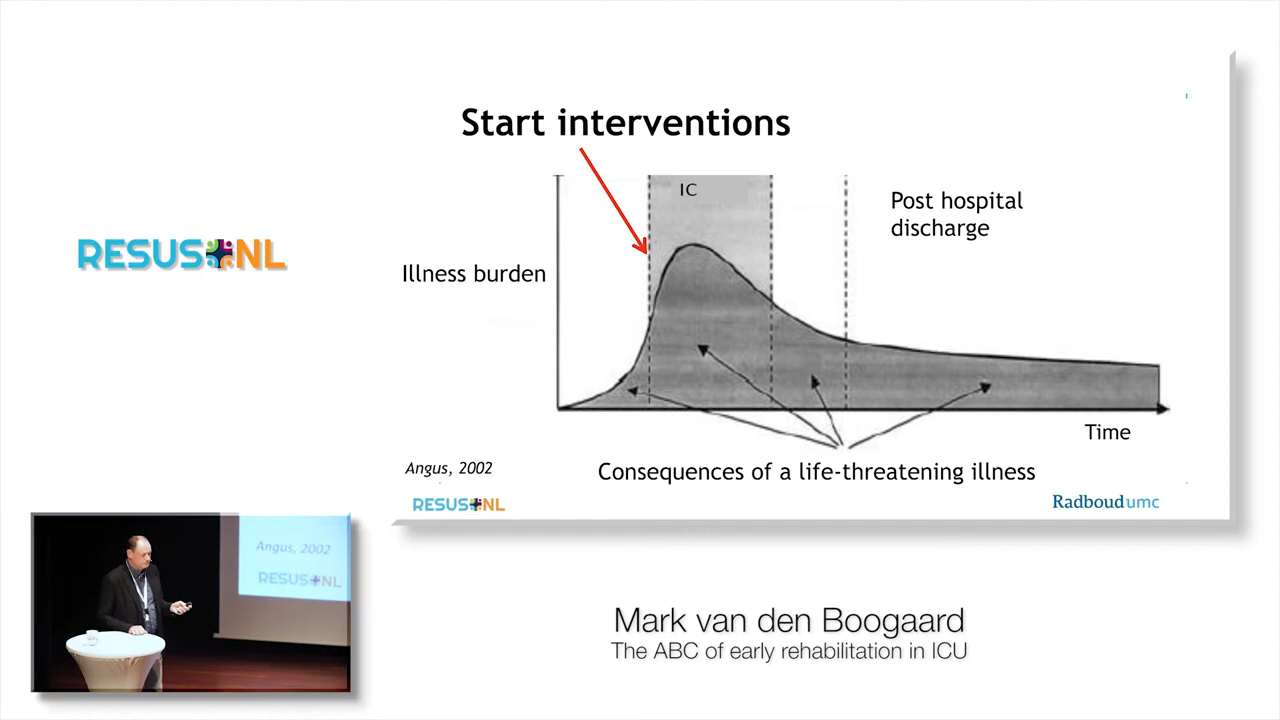 Start interventions
IC
Post hospital
discharge
RESUS NL
Illness burden
Time
Angus, 2002
Consequences of a life-threatening illness
RESUS NL
Radboudumc
Angus, 2002
RESUS NL
Mark van den Boogaard
The ABC of early rehabilitation in ICU